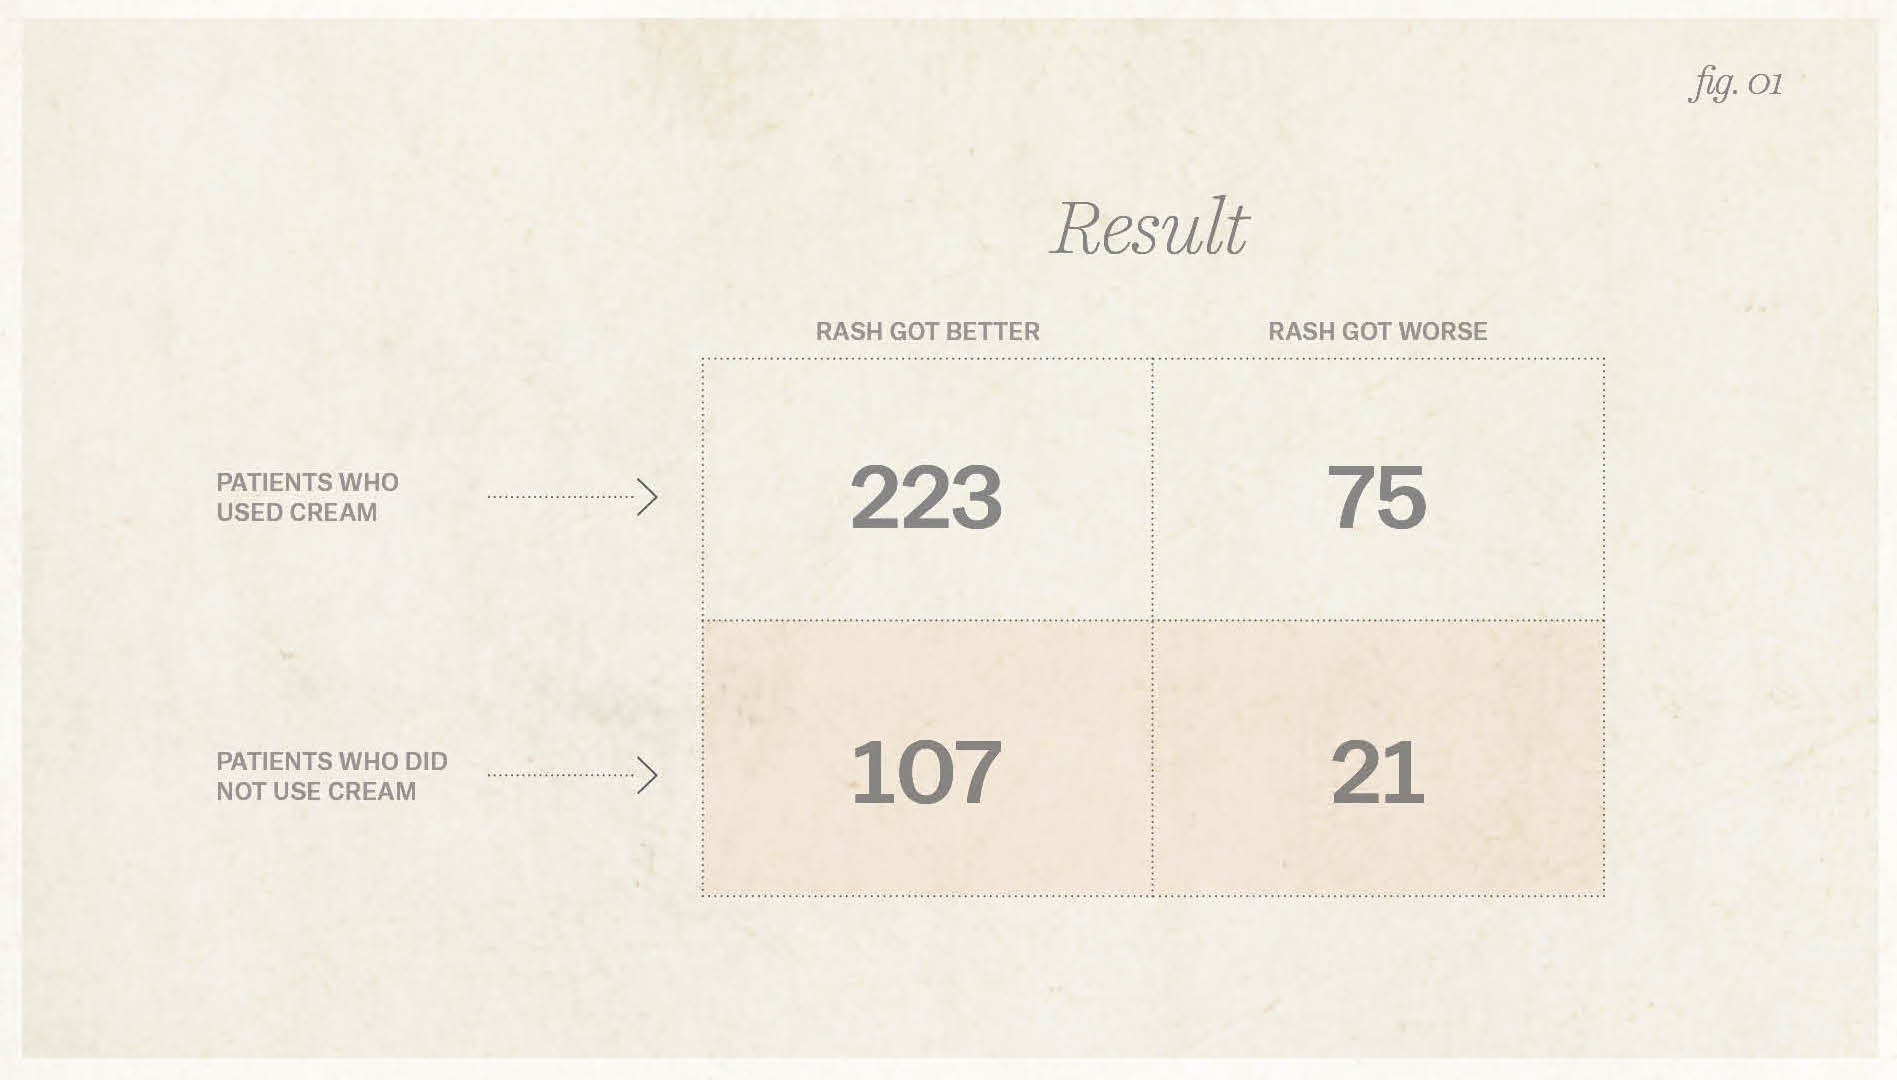 fig. 01
Result
RASH GOT BETTER
RASH GOT WORSE
PATIENTS WHO
USED CREAM
223
75
PATIENTS WHO DID
NOT USE CREAM
107
21